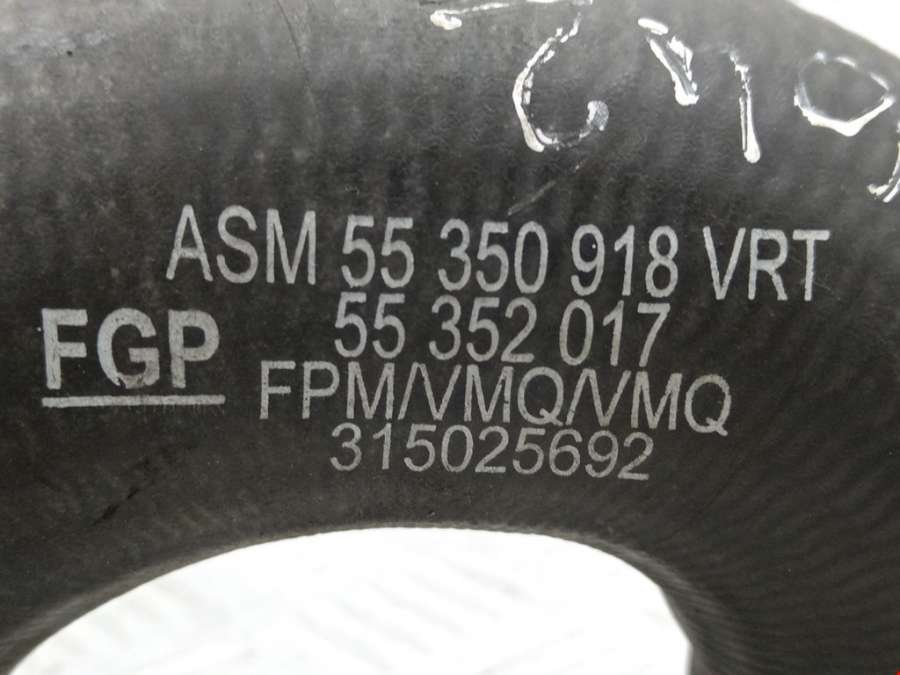 ASM 55 350 918 VRT
55 352 017
FGP
FPM/VMQ/VMQ
315025692